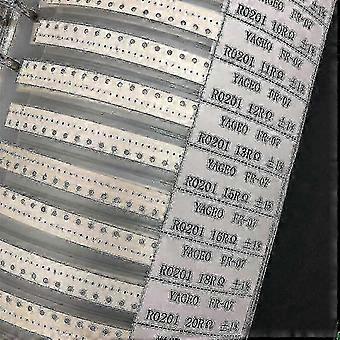 R0201 10RΩ ±1%
YAGEO FR-07
R0201 11RΩ ±1%
YAGEO FR-07
R0201 12RΩ ±1%
YAGEO FR-07
R0201 13RΩ ±1%
YAGEO FR-07
R0201 15RΩ ±1%
YAGEO FR-07
R0201 16RΩ ±1%
YAGEO FR-07
R0201 18RΩ ±1%
YAGEO FR-07
R0201 20RΩ ±1%